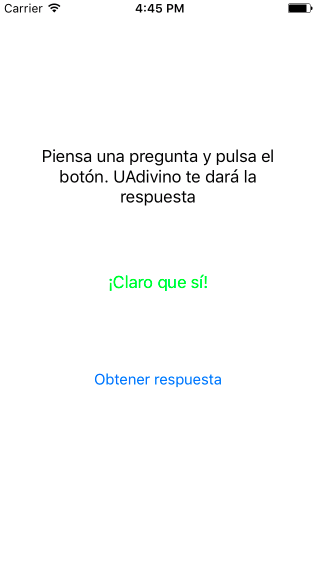 Carrier 4:45 PM
Piensa una pregunta y pulsa el
botón. UAdivino te dará la
respuesta
¡Claro que sí!
Obtener respuesta